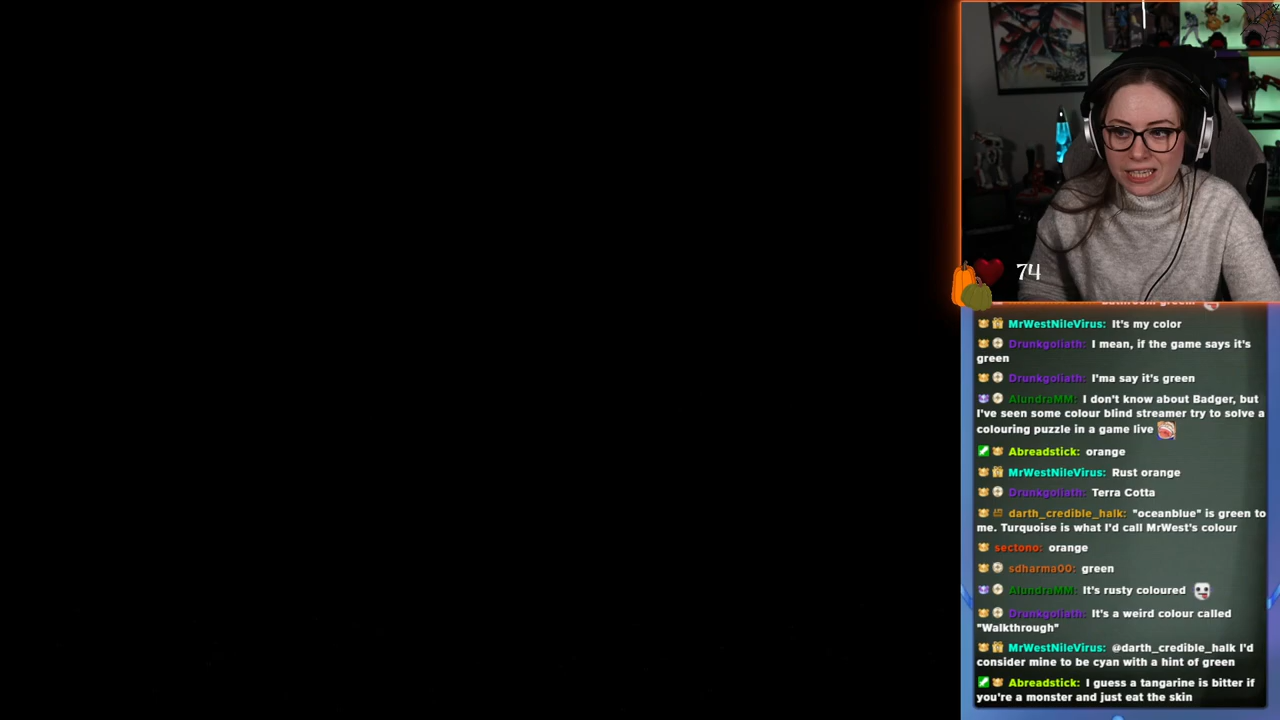 74
MrWestNileVirus: It's my color
Drunkgoliath: I mean, if the game says it's
green
Drunkgoliath: I'ma say it's green
AlundraMM: I don't know about Badger, but
I've seen some colour blind streamer try to solve a
colouring puzzle in a game live
Abreadstick: orange
MrWestNileVirus: Rust orange
Drunkgoliath: Terra Cotta
darth_credible_halk: "oceanblue" is green to
me. Turquoise is what I'd call MrWest's colour
sectono: orange
sdharma00: green
AlundraMM: It's rusty coloured
Drunkgoliath: It's a weird colour called
"Walkthrough"
MrWestNileVirus: @darth_credible_halk I'd
consider mine to be cyan with a hint of green
Abreadstick: I guess a tangarine is bitter if
you're a monster and just eat the skin